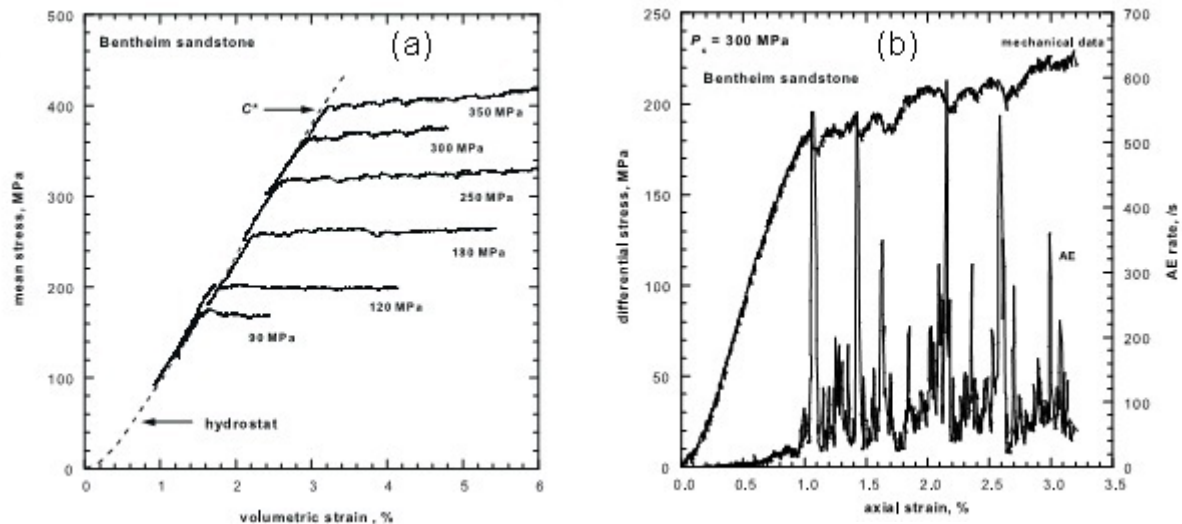 Bentheim sandstone
(a)
C*
350 MPa
300 MPa
250 MPa
180 MPa
120 MPa
90 MPa
hydrostat
mean stress, MPa
500
400
300
200
100
0
0 1 2 3 4 5 6
volumetric strain , %
P = 300 MPa
(b)
mechanical data
Bentheim sandstone
AE
differential stress, MPa
250
200
150
100
50
0
700
600
500
400
300
200
100
0
AE rate, /s
0.0 0.5 1.0 1.5 2.0 2.5 3.0 3.5
axial strain, %